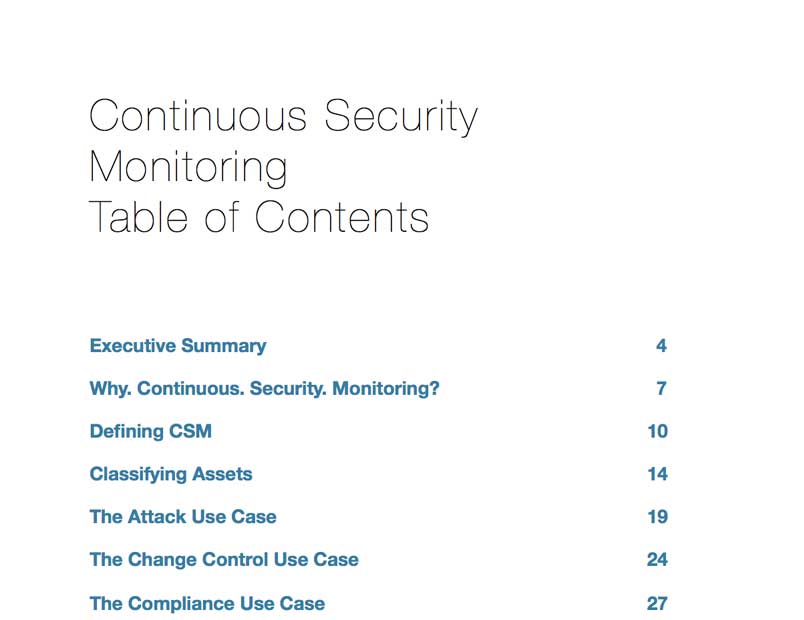 Continuous Security
Monitoring
Table of Contents
Executive Summary 4
Why. Continuous. Security. Monitoring? 7
Defining CSM 10
Classifying Assets 14
The Attack Use Case 19
The Change Control Use Case 24
The Compliance Use Case 27